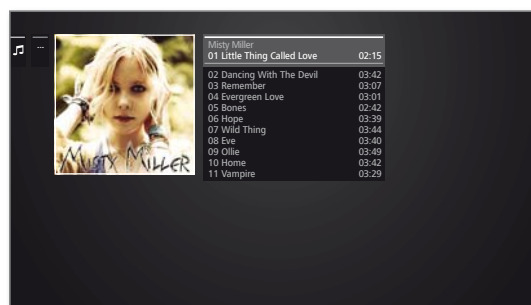 ...
MISTY MILLER
Misty Miller
01 Little Thing Called Love 02:15
02 Dancing With The Devil 03:42
03 Remember 03:07
04 Evergreen Love 03:01
05 Bones 02:42
06 Hope 03:39
07 Wild Thing 03:44
08 Eve 03:40
09 Ollie 03:49
10 Home 03:42
11 Vampire 03:29